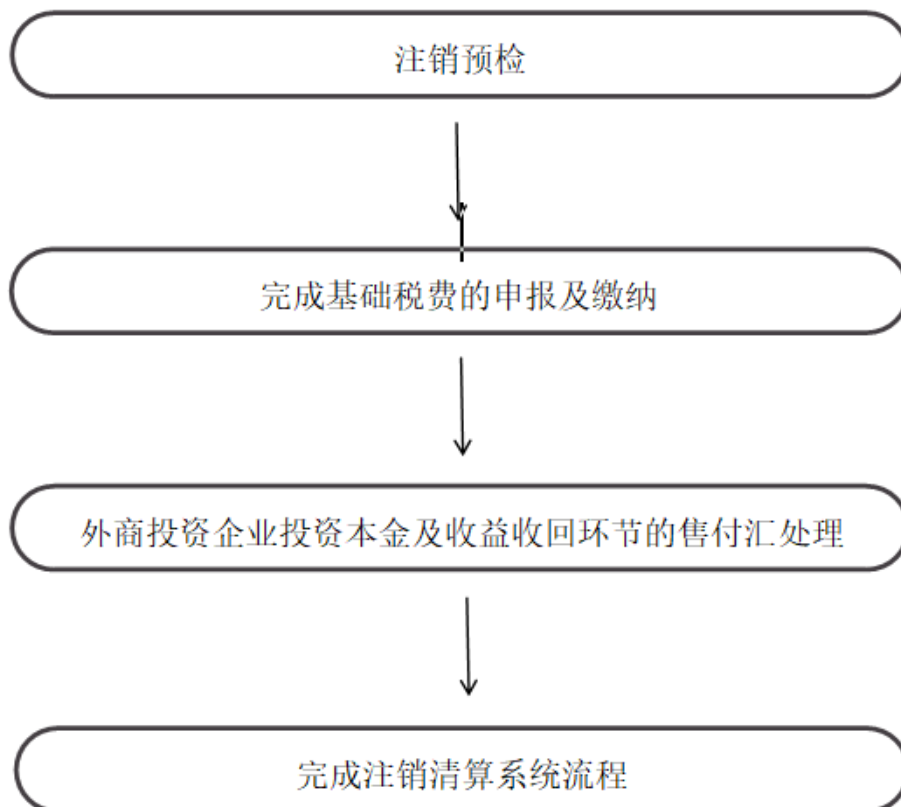 注销预检
完成基础税费的申报及缴纳
外商投资企业投资本金及收益收回环节的售付汇处理
完成注销清算系统流程